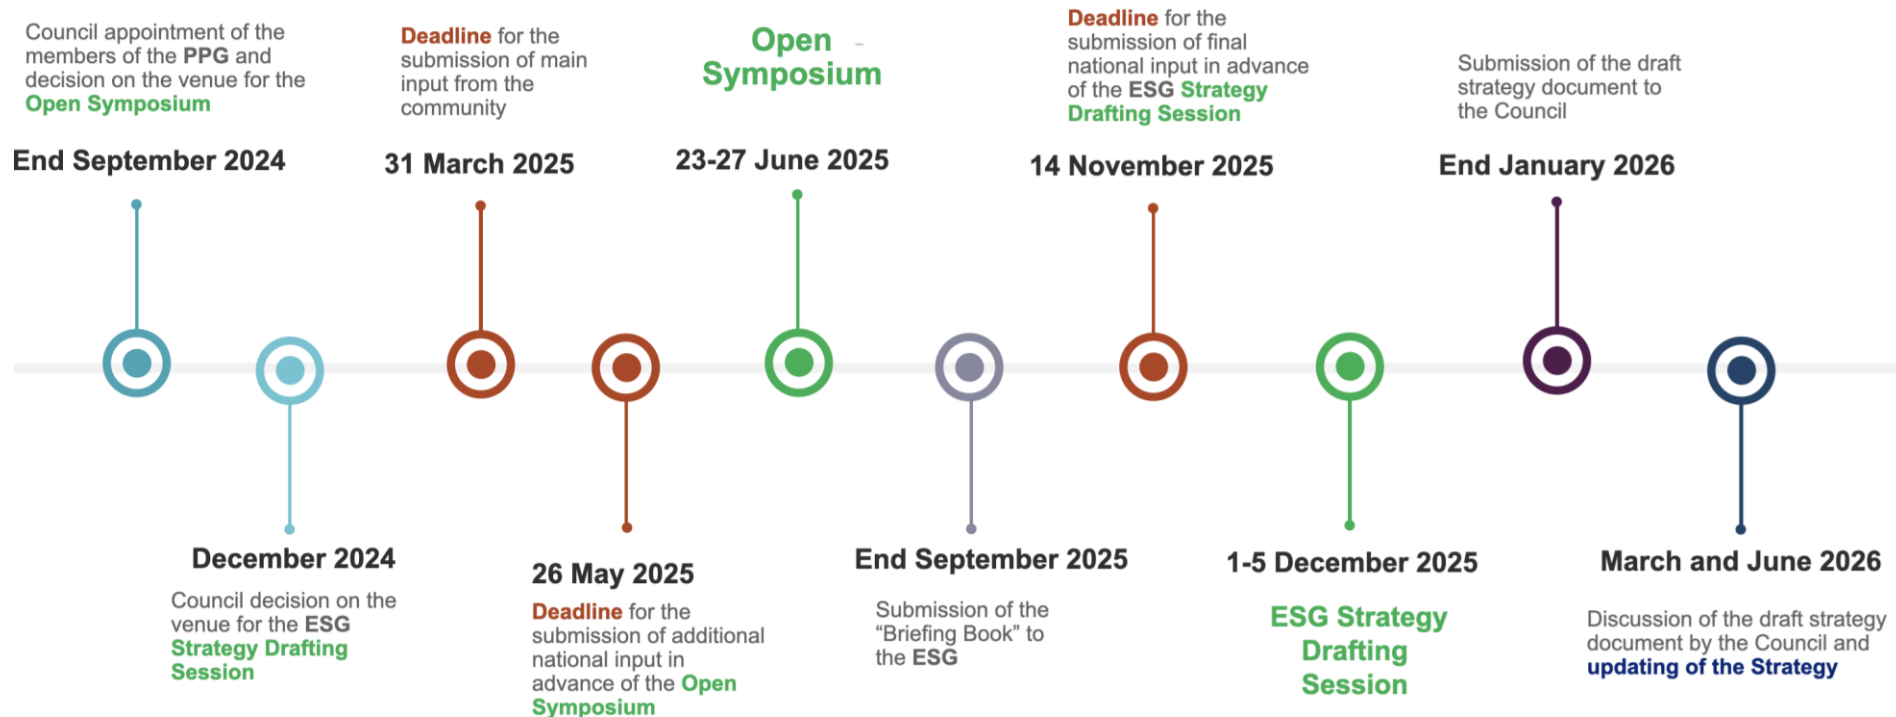 Council appointment of the
members of the PPG and
decision on the venue for the
Open Symposium
End September 2024
December 2024
Council decision on the
venue for the ESG
Strategy Drafting
Session
Deadline for the
submission of main
input from the
community
31 March 2025
26 May 2025
Deadline for the
submission of additional
national input in
advance of the Open
Symposium
Open
Symposium
23-27 June 2025
End September 2025
Submission of the
“Briefing Book” to
the ESG
Deadline for the
submission of final
national input in advance
of the ESG Strategy
Drafting Session
14 November 2025
1-5 December 2025
ESG Strategy
Drafting
Session
Submission of the draft
strategy document to
the Council
End January 2026
March and June 2026
Discussion of the draft strategy
document by the Council and
updating of the Strategy